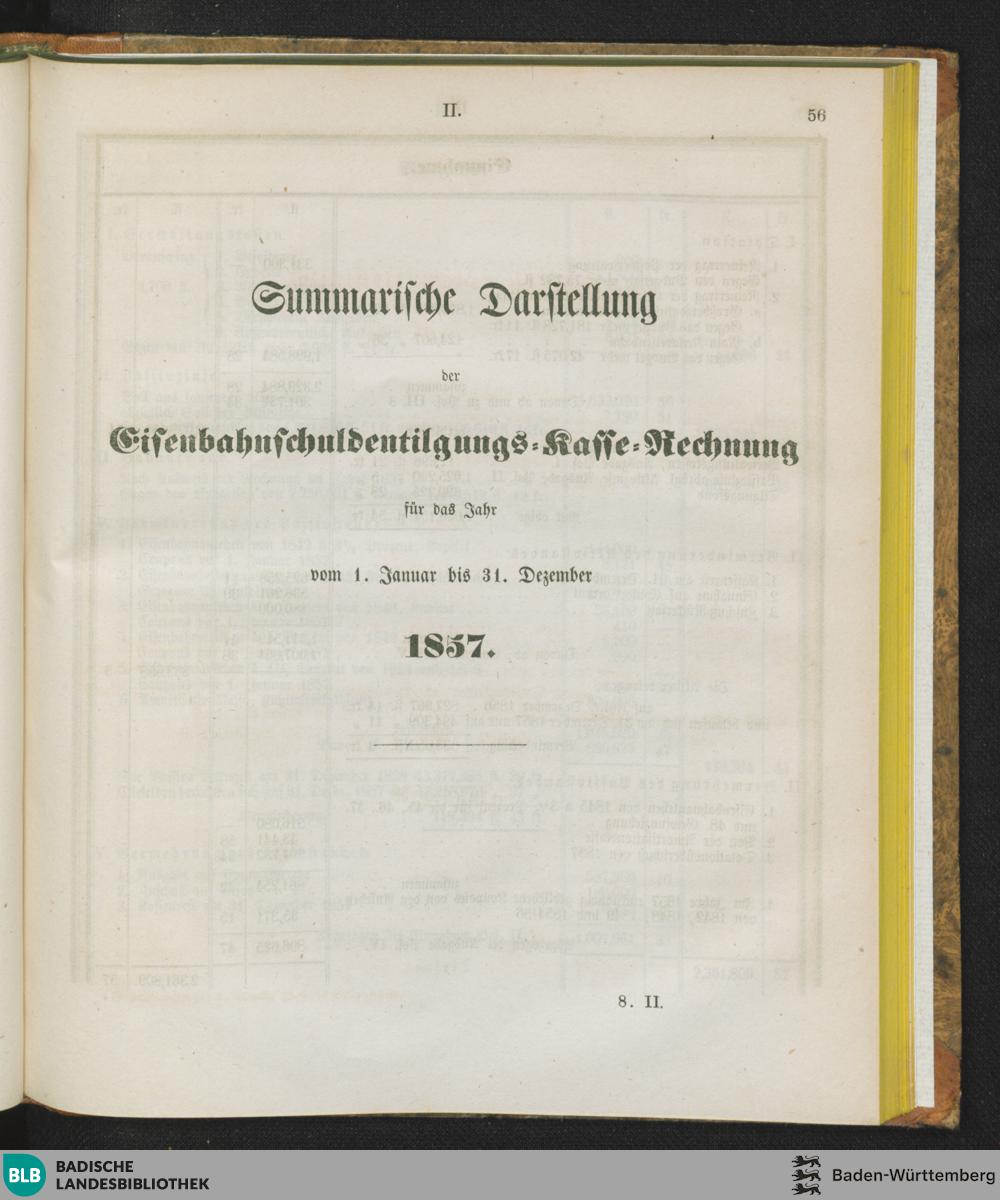 II.
56
Summarische Darstellung
der
Eisenbahnschuldentilgungs-Kasse-Rechnung
für das Jahr
vom 1. Januar bis 31. Dezember
1857.
8. II.
BLB BADISCHE
LANDESBIBLIOTHEK
Baden-Württemberg